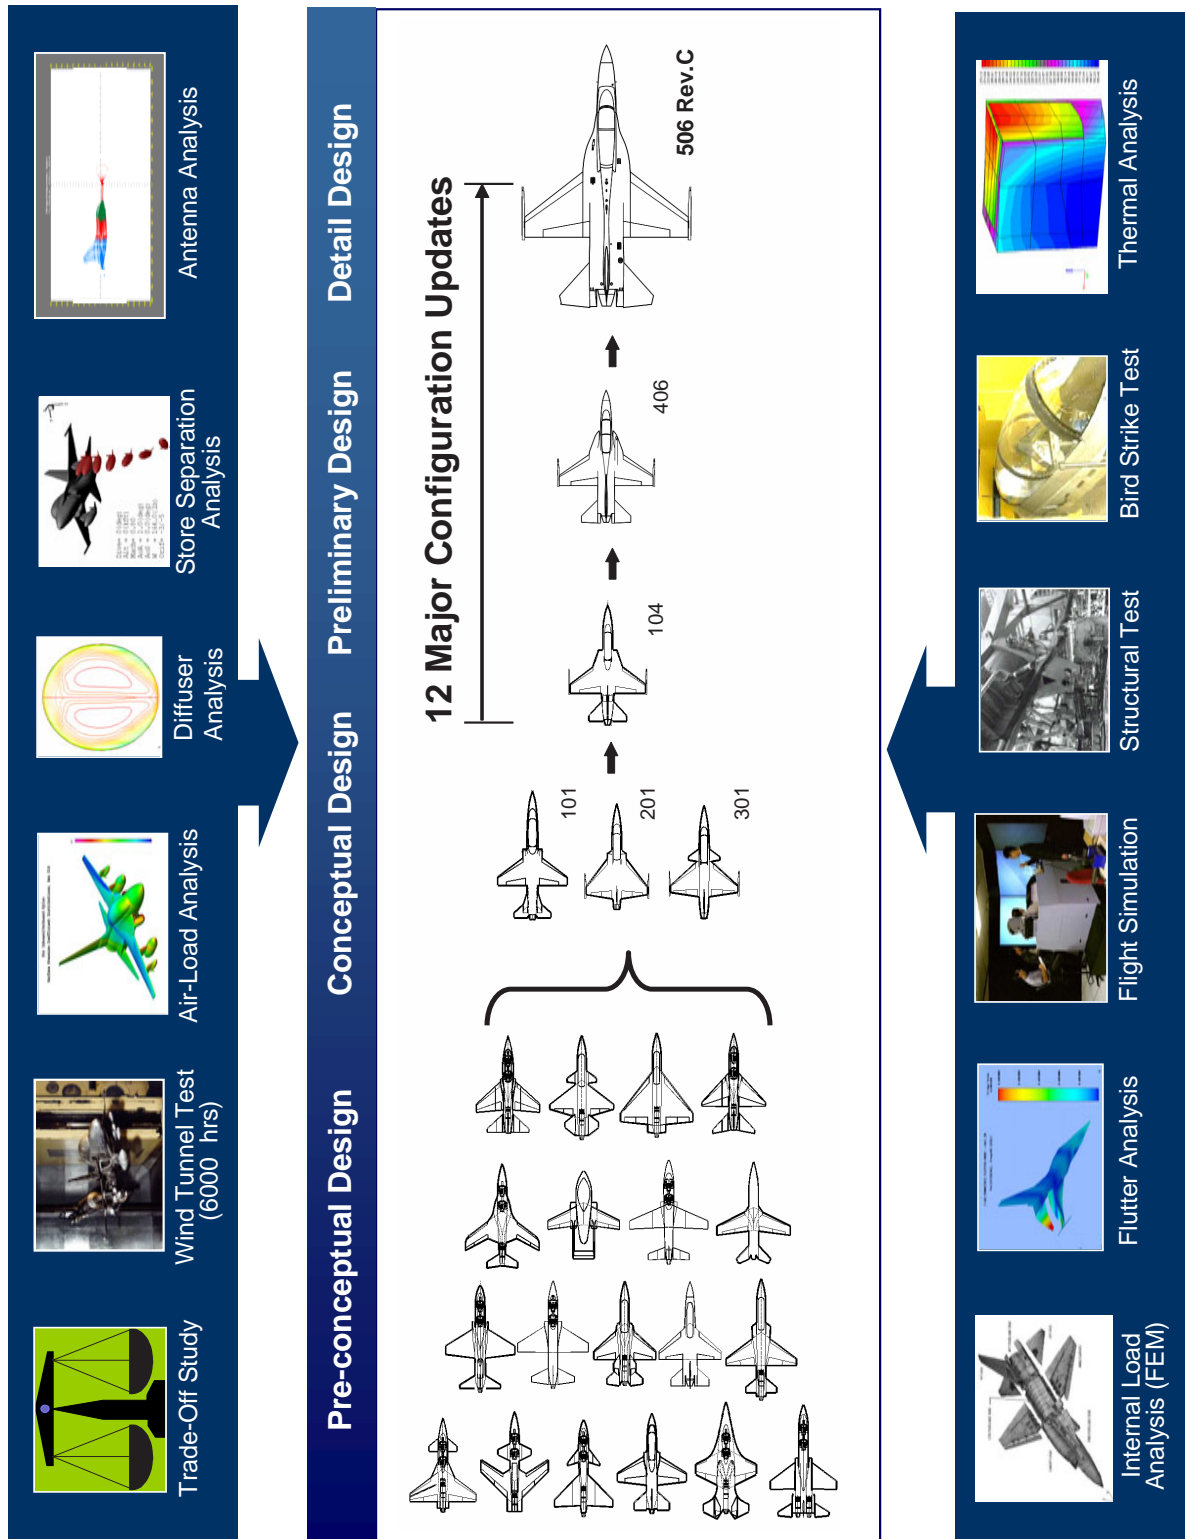 Trade-Off Study
Wind Tunnel Test
(6000 hrs)
Air-Load Analysis
Diffuser
Analysis
Store Separation
Analysis
Antenna Analysis
Pre-conceptual Design
Conceptual Design
Preliminary Design
Detail Design
12 Major Configuration Updates
101
201
301
104
406
506 Rev.C
Internal Load
Analysis (FEM)
Flutter Analysis
Flight Simulation
Structural Test
Bird Strike Test
Thermal Analysis